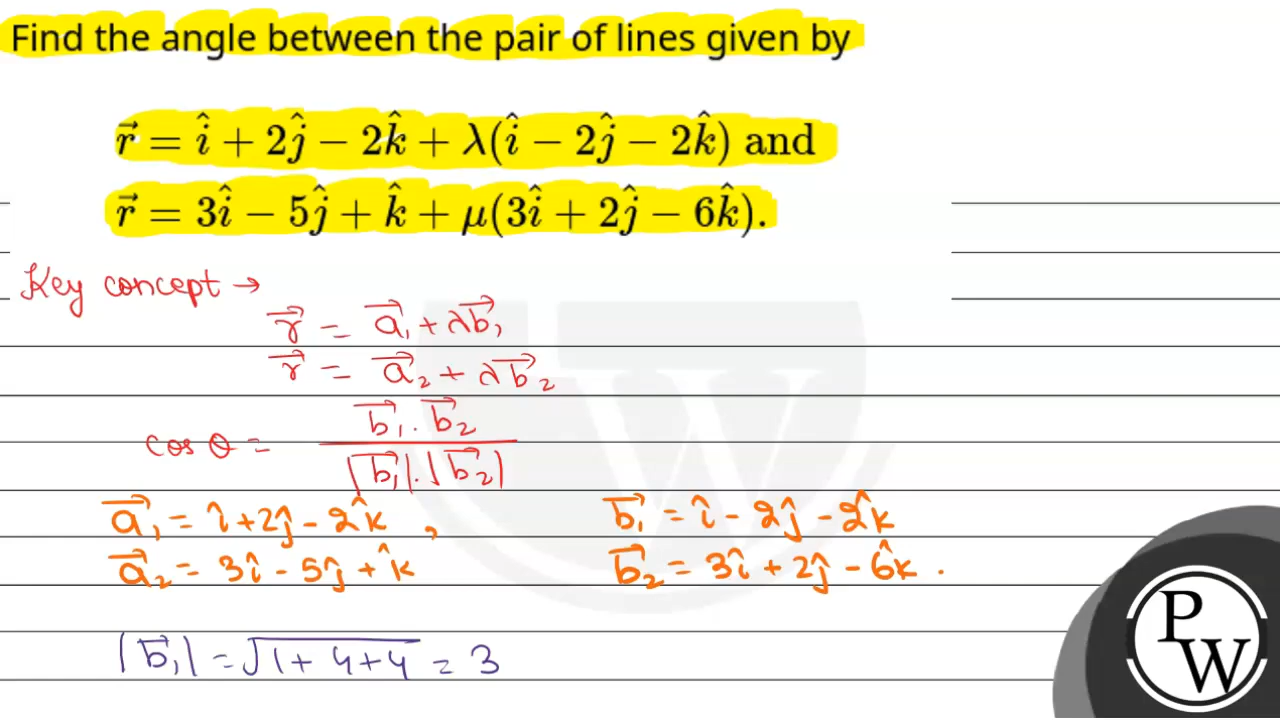 Find the angle between the pair of lines given by
r⃗ = î + 2ĵ − 2k̂ + λ(î − 2ĵ − 2k̂) and
r⃗ = 3î − 5ĵ + k̂ + μ(3î + 2ĵ − 6k̂).
Key concept →
r⃗ = a⃗₁ + λb⃗₁
r⃗ = a⃗₂ + λb⃗₂
cos θ = b⃗₁ · b⃗₂ / |b⃗₁|·|b⃗₂|
a⃗₁ = î + 2ĵ − 2k̂ , b⃗₁ = î − 2ĵ − 2k̂
a⃗₂ = 3î − 5ĵ + k̂ b⃗₂ = 3î + 2ĵ − 6k̂ .
|b⃗₁| = √(1 + 4 + 4) = 3
PW